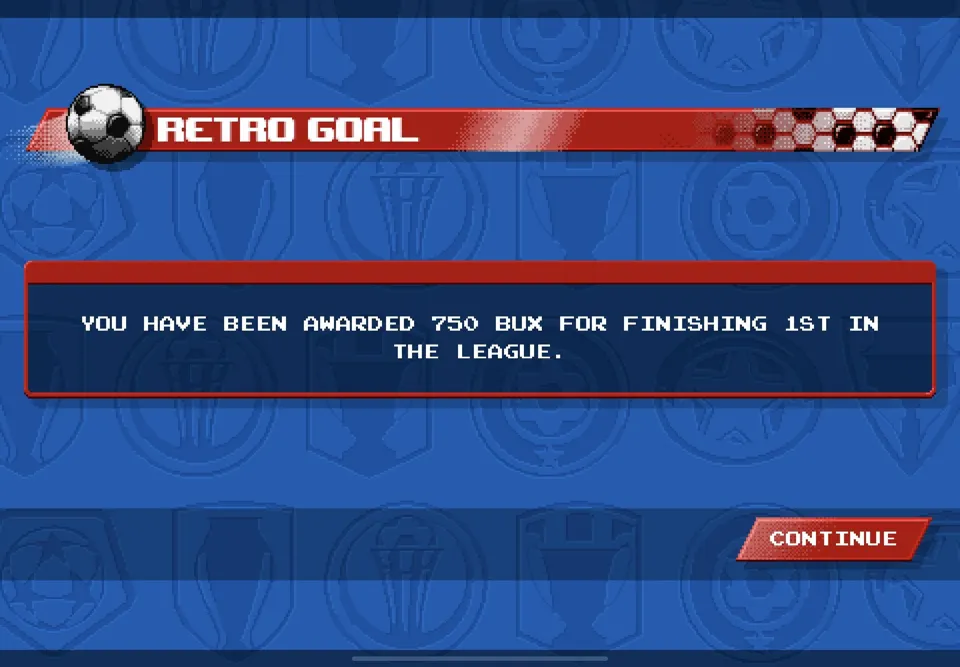 RETRO GOAL
YOU HAVE BEEN AWARDED 750 BUX FOR FINISHING 1ST IN
THE LEAGUE.
CONTINUE